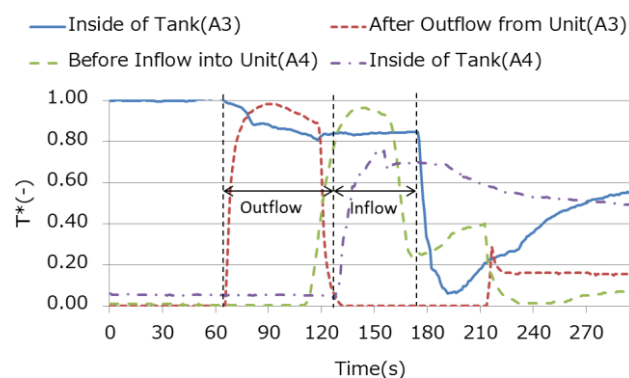 Inside of Tank(A3) After Outflow from Unit(A3)
Before Inflow into Unit(A4) Inside of Tank(A4)
1.00
0.80
0.60
0.40
0.20
0.00
T*(-)
Outflow Inflow
0 30 60 90 120 150 180 210 240 270
Time(s)